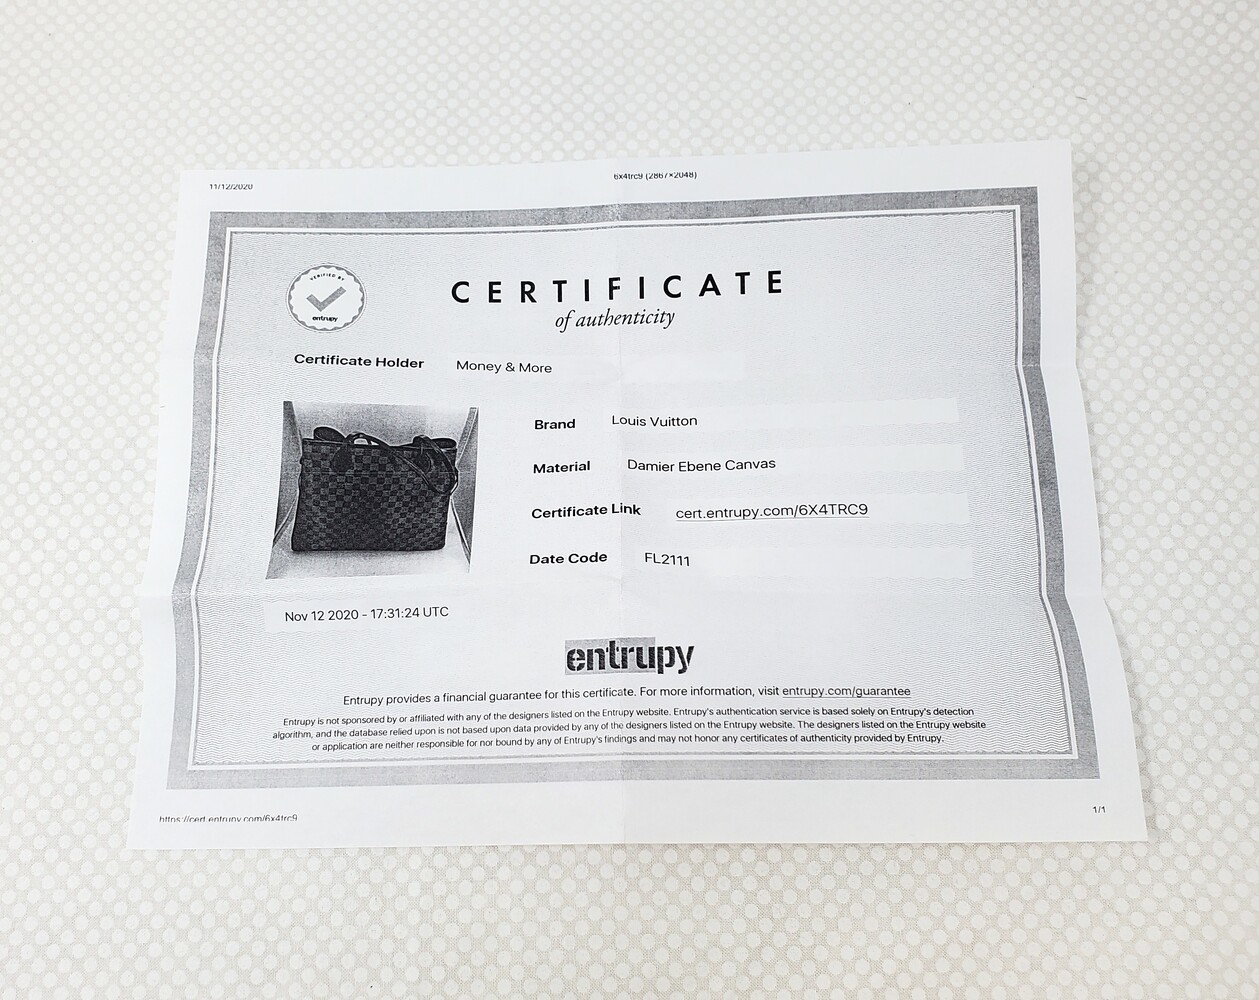 11/12/2020
6x4trc9 (2867×2048)
VERIFIED BY
entrupy
CERTIFICATE
of authenticity
Certificate Holder Money & More
Brand Louis Vuitton
Material Damier Ebene Canvas
Certificate Link cert.entrupy.com/6X4TRC9
Date Code FL2111
Nov 12 2020 - 17:31:24 UTC
entrupy
Entrupy provides a financial guarantee for this certificate. For more information, visit entrupy.com/guarantee
Entrupy is not sponsored by or affiliated with any of the designers listed on the Entrupy website. Entrupy's authentication service is based solely on Entrupy's detection
algorithm, and the database relied upon is not based upon data provided by any of the designers listed on the Entrupy website. The designers listed on the Entrupy website
or application are neither responsible for nor bound by any of Entrupy's findings and may not honor any certificates of authenticity provided by Entrupy.
https://cert.entrupy.com/6x4trc9
1/1